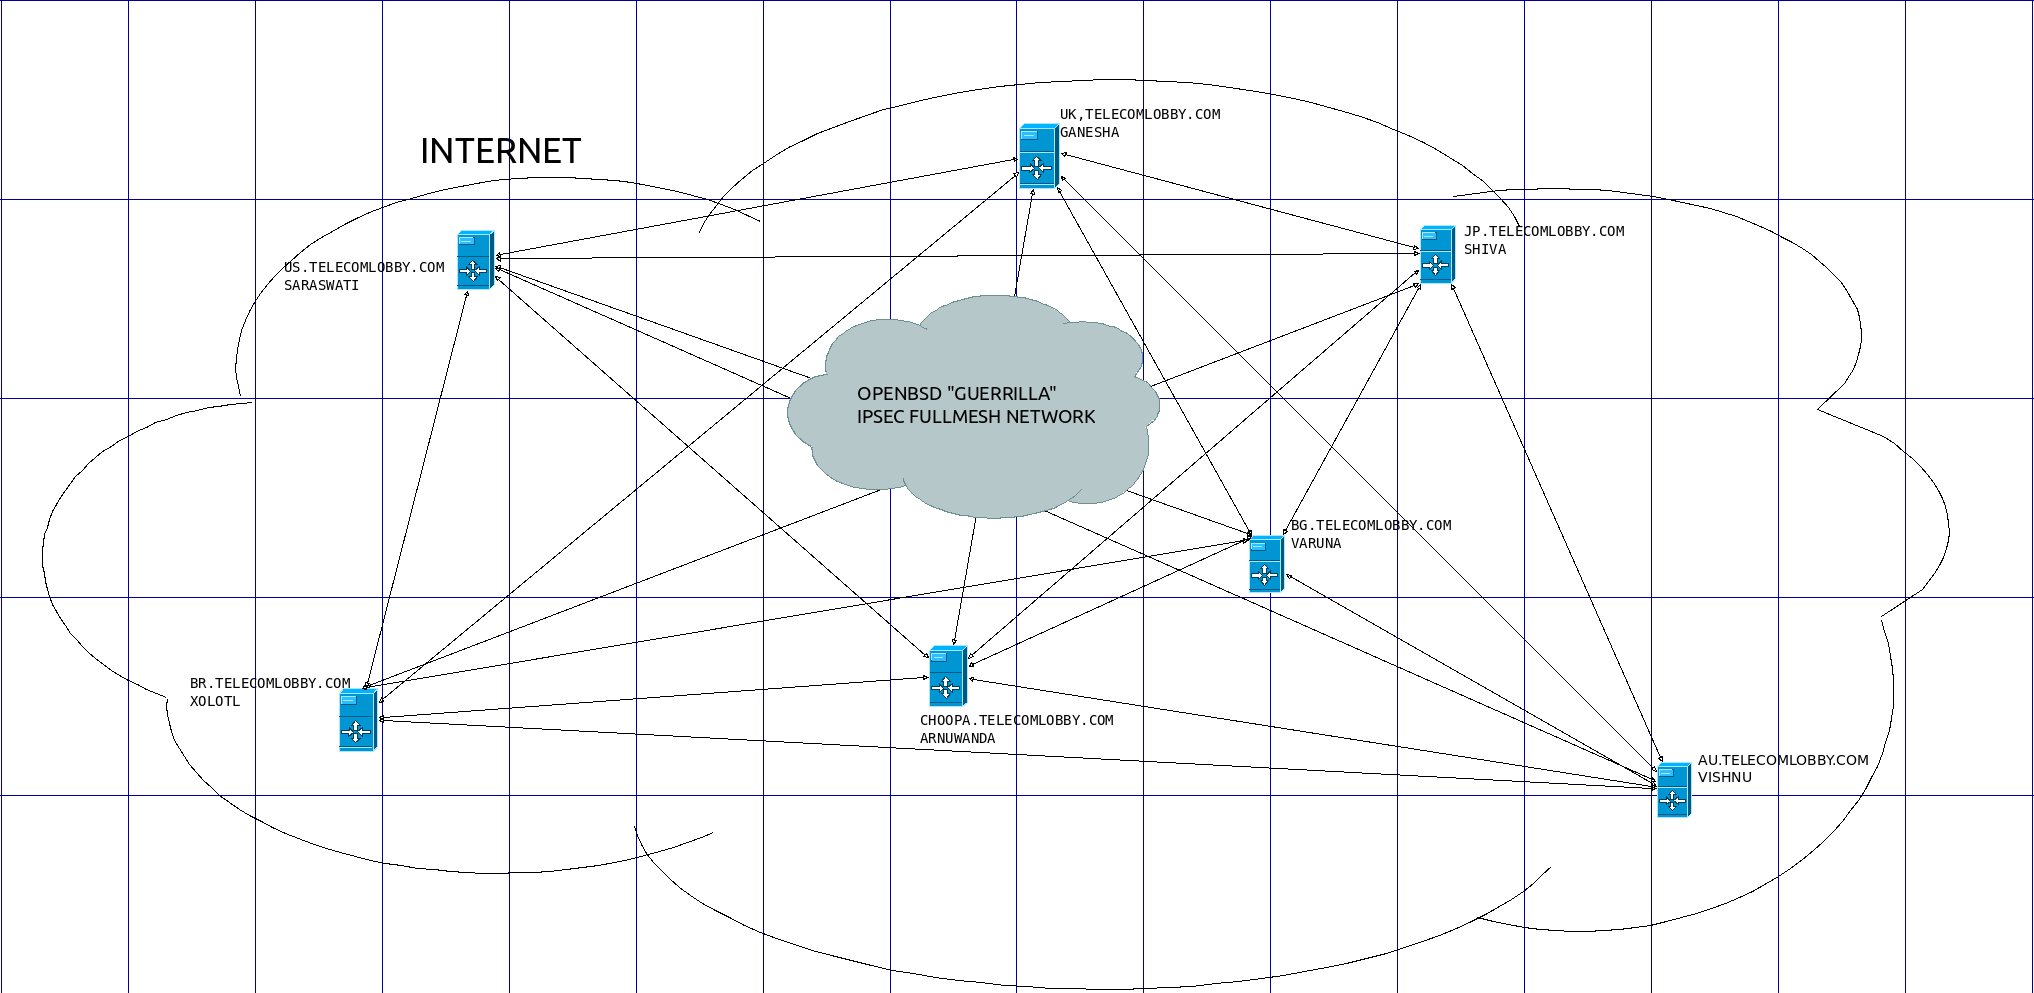 UK,TELECOMLOBBY.COM
GANESHA
INTERNET
JP.TELECOMLOBBY.COM
SHIVA
US.TELECOMLOBBY.COM
SARASWATI
OPENBSD "GUERRILLA"
IPSEC FULLMESH NETWORK
BG.TELECOMLOBBY.COM
VARUNA
BR.TELECOMLOBBY.COM
XOLOTL
CHOOPA.TELECOMLOBBY.COM
ARNUWANDA
AU.TELECOMLOBBY.COM
VISHNU